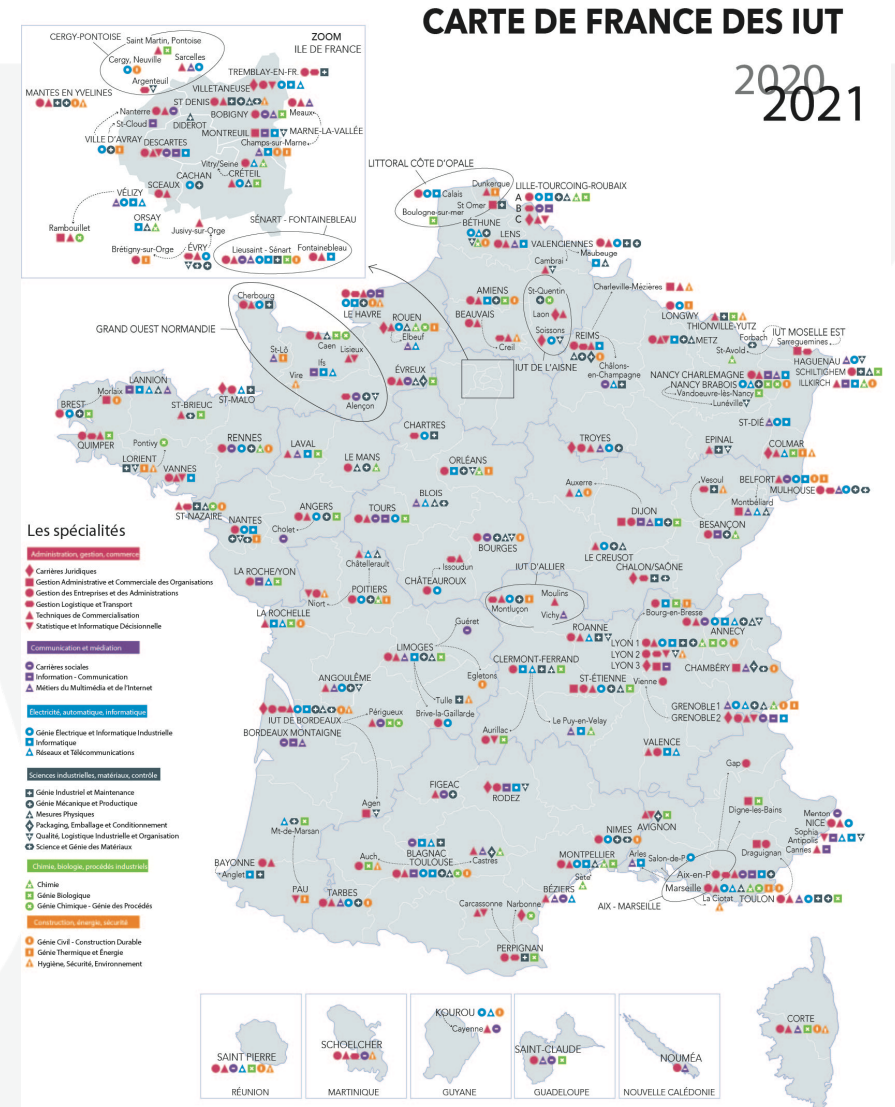 CARTE DE FRANCE DES IUT
2020
2021
ZOOM
ILE DE FRANCE
CERGY-PONTOISE
Saint Martin, Pontoise
Cergy, Neuville
Sarcelles
Argenteuil
TREMBLAY-EN-FR.
MANTES EN YVELINES
VILLETANEUSE
ST DENIS
Meaux
Nanterre
BOBIGNY
St-Cloud
DIDEROT
MONTREUIL
MARNE-LA-VALLÉE
VILLE D'AVRAY
DESCARTES
Champs-sur-Marne
Vitry/Seine
CACHAN
CRÉTEIL
SCEAUX
VÉLIZY
Rambouillet
ORSAY
Jusivy-sur-Orge
SÉNART - FONTAINEBLEAU
Brétigny-sur-Orge
ÉVRY
Lieusaint - Sénart
Fontainebleau
LITTORAL CÔTE D'OPALE
Dunkerque
LILLE-TOURCOING-ROUBAIX
Calais
A
St Omer
B
Boulogne-sur-mer
C
BÉTHUNE
LENS
VALENCIENNES
Maubeuge
Cambrai
Charleville-Mézières
Cherbourg
LE HAVRE
AMIENS
St-Quentin
LONGWY
ROUEN
BEAUVAIS
Laon
THIONVILLE-YUTZ
GRAND OUEST NORMANDIE
Elbeuf
Soissons
REIMS
METZ
Forbach
IUT MOSELLE EST
Sarreguemines
Caen
Lisieux
St-Lô
Ifs
Creil
St-Avold
HAGUENAU
IUT DE L'AISNE
Châlons-
en-Champagne
NANCY CHARLEMAGNE
SCHILTIGHEM
Vire
ÉVREUX
NANCY BRABOIS
ILLKIRCH
Vandoeuvre-lès-Nancy
Alençon
Lunéville
LANNION
Morlaix
ST-BRIEUC
ST-MALO
ST-DIÉ
BREST
CHARTRES
QUIMPER
Pontivy
RENNES
LAVAL
TROYES
EPINAL
COLMAR
LE MANS
ORLÉANS
LORIENT
VANNES
Auxerre
Vesoul
BELFORT
BLOIS
MULHOUSE
Montbéliard
ST-NAZAIRE
ANGERS
TOURS
DIJON
NANTES
BESANÇON
Cholet
BOURGES
LE CREUSOT
Châtellerault
Issoudun
IUT D'ALLIER
CHALON/SAÔNE
LA ROCHE/YON
CHÂTEAUROUX
POITIERS
Moulins
Niort
Montluçon
Bourg-en-Bresse
LA ROCHELLE
Vichy
ANNECY
Guéret
ROANNE
LYON 1
LIMOGES
LYON 2
CLERMONT-FERRAND
LYON 3
CHAMBÉRY
ANGOULÊME
Egletons
ST-ÉTIENNE
Vienne
Tulle
GRENOBLE1
IUT DE BORDEAUX
Périgueux
Brive-la-Gaillarde
GRENOBLE2
BORDEAUX MONTAIGNE
Le Puy-en-Velay
Aurillac
VALENCE
Gap
FIGEAC
RODEZ
Agen
Digne-les-Bains
Menton
NICE
Mt-de-Marsan
NIMES
AVIGNON
Sophia
Antipolis
BLAGNAC
Arles
Cannes
BAYONNE
Auch
Castres
MONTPELLIER
Salon-de-P
Draguignan
Anglet
TOULOUSE
Aix-en-P
PAU
TARBES
Sète
Marseille
BÉZIERS
La Ciotat
TOULON
AIX - MARSEILLE
Carcassonne
Narbonne
PERPIGNAN
Les spécialités
Administration, gestion, commerce
Carrières Juridiques
Gestion Administrative et Commerciale des Organisations
Gestion des Entreprises et des Administrations
Gestion Logistique et Transport
Techniques de Commercialisation
Statistique et Informatique Décisionnelle
Communication et médiation
Carrières sociales
Information - Communication
Métiers du Multimédia et de l'Internet
Électricité, automatique, informatique
Génie Electrique et Informatique Industrielle
Informatique
Réseaux et Télécommunications
Sciences industrielles, matériaux, contrôle
Génie Industriel et Maintenance
Génie Mécanique et Productique
Mesures Physiques
Packaging, Emballage et Conditionnement
Qualité, Logistique Industrielle et Organisation
Science et Génie des Matériaux
Chimie, biologie, procédés industriels
Chimie
Génie Biologique
Génie Chimique - Génie des Procédés
Construction, énergie, sécurité
Génie Civil - Construction Durable
Génie Thermique et Énergie
Hygiène, Sécurité, Environnement
SAINT PIERRE
RÉUNION
SCHOELCHER
MARTINIQUE
KOUROU
Cayenne
GUYANE
SAINT-CLAUDE
GUADELOUPE
NOUMÉA
NOUVELLE CALÉDONIE
CORTE